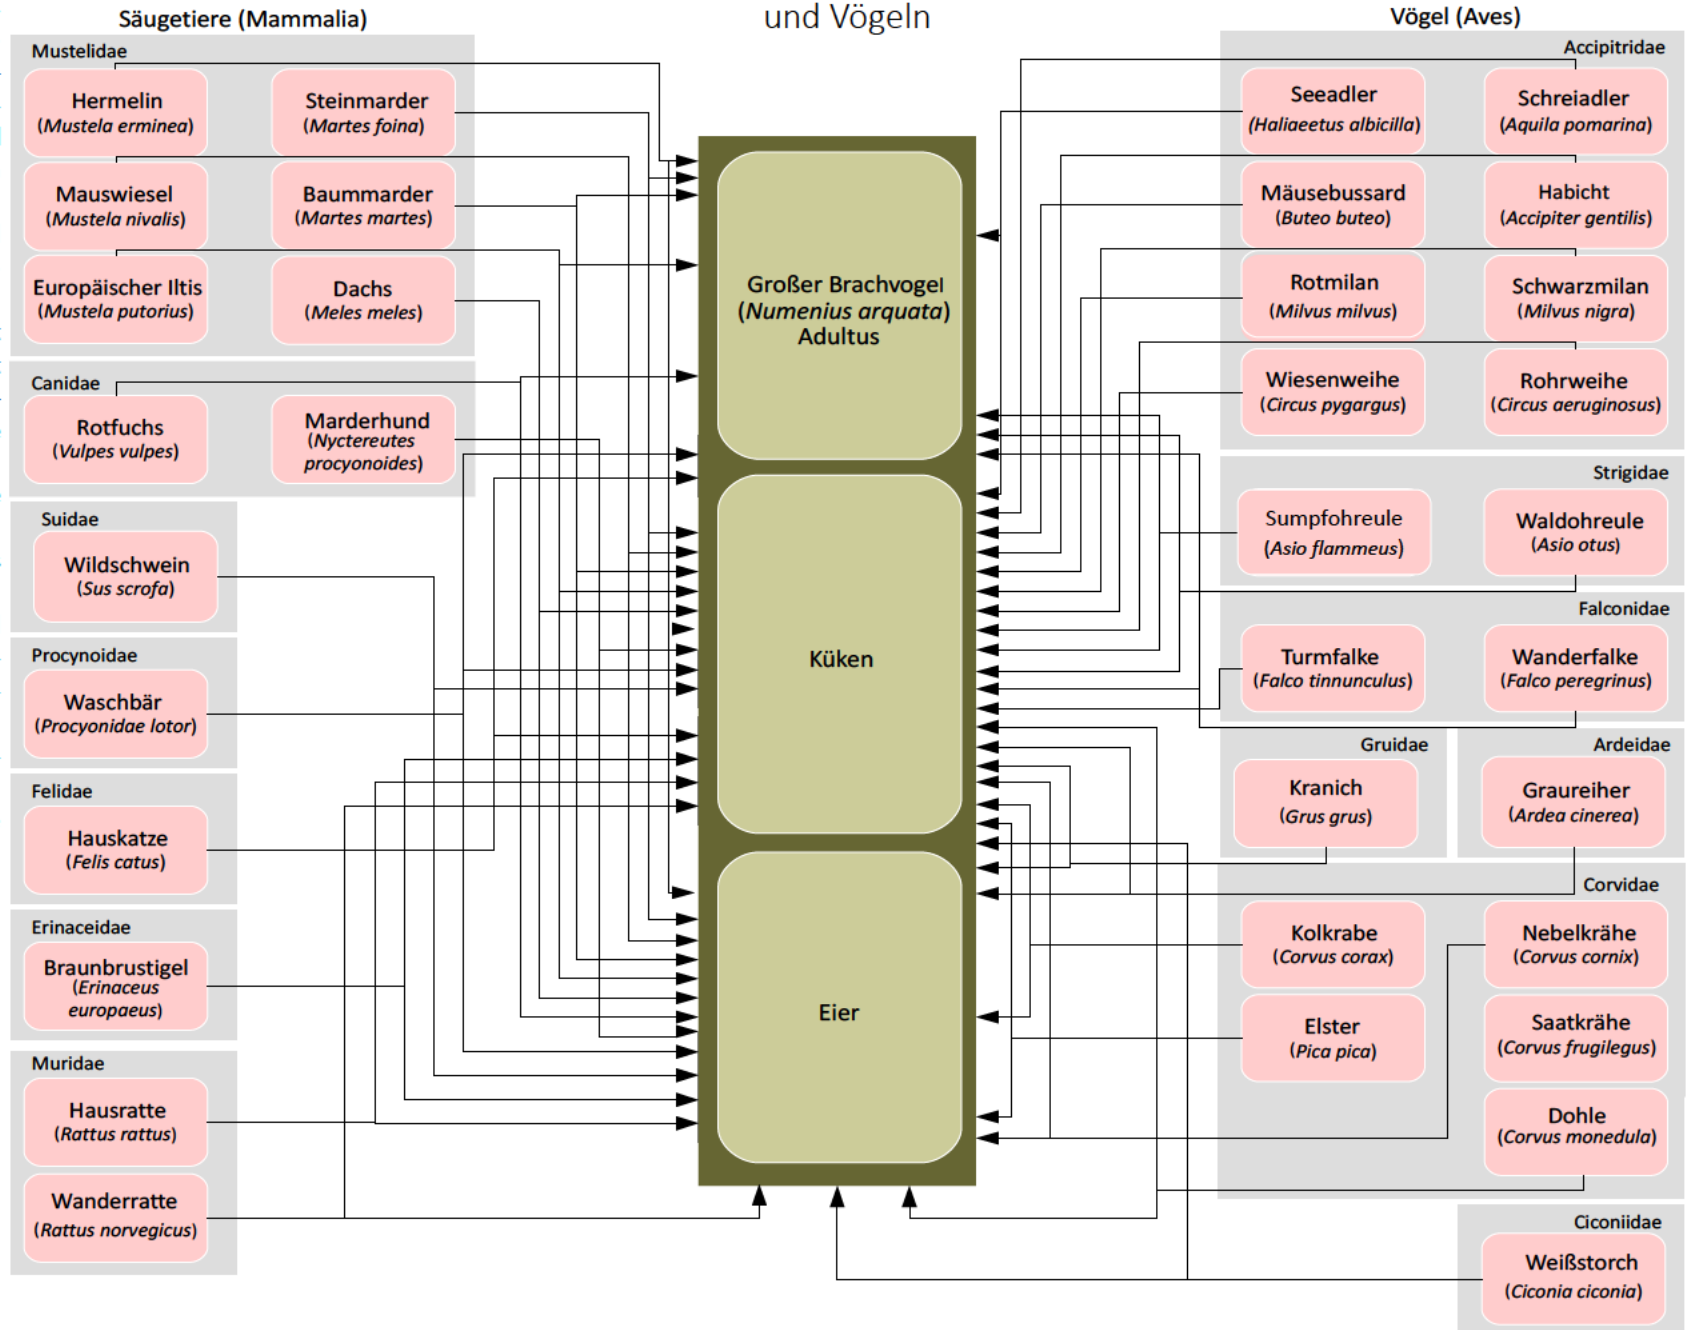 und Vögeln
Säugetiere (Mammalia)
Mustelidae
Hermelin
(Mustela erminea)
Steinmarder
(Martes foina)
Mauswiesel
(Mustela nivalis)
Baummarder
(Martes martes)
Europäischer Iltis
(Mustela putorius)
Dachs
(Meles meles)
Canidae
Rotfuchs
(Vulpes vulpes)
Marderhund
(Nyctereutes
procyonoides)
Suidae
Wildschwein
(Sus scrofa)
Procynoidae
Waschbär
(Procyonidae lotor)
Felidae
Hauskatze
(Felis catus)
Erinaceidae
Braunbrustigel
(Erinaceus
europaeus)
Muridae
Hausratte
(Rattus rattus)
Wanderratte
(Rattus norvegicus)
Großer Brachvogel
(Numenius arquata)
Adultus
Küken
Eier
Vögel (Aves)
Accipitridae
Seeadler
(Haliaeetus albicilla)
Schreiadler
(Aquila pomarina)
Mäusebussard
(Buteo buteo)
Habicht
(Accipiter gentilis)
Rotmilan
(Milvus milvus)
Schwarzmilan
(Milvus nigra)
Wiesenweihe
(Circus pygargus)
Rohrweihe
(Circus aeruginosus)
Strigidae
Sumpfohreule
(Asio flammeus)
Waldohreule
(Asio otus)
Falconidae
Turmfalke
(Falco tinnunculus)
Wanderfalke
(Falco peregrinus)
Gruidae
Kranich
(Grus grus)
Ardeidae
Graureiher
(Ardea cinerea)
Corvidae
Kolkrabe
(Corvus corax)
Nebelkrähe
(Corvus cornix)
Elster
(Pica pica)
Saatkrähe
(Corvus frugilegus)
Dohle
(Corvus monedula)
Ciconiidae
Weißstorch
(Ciconia ciconia)